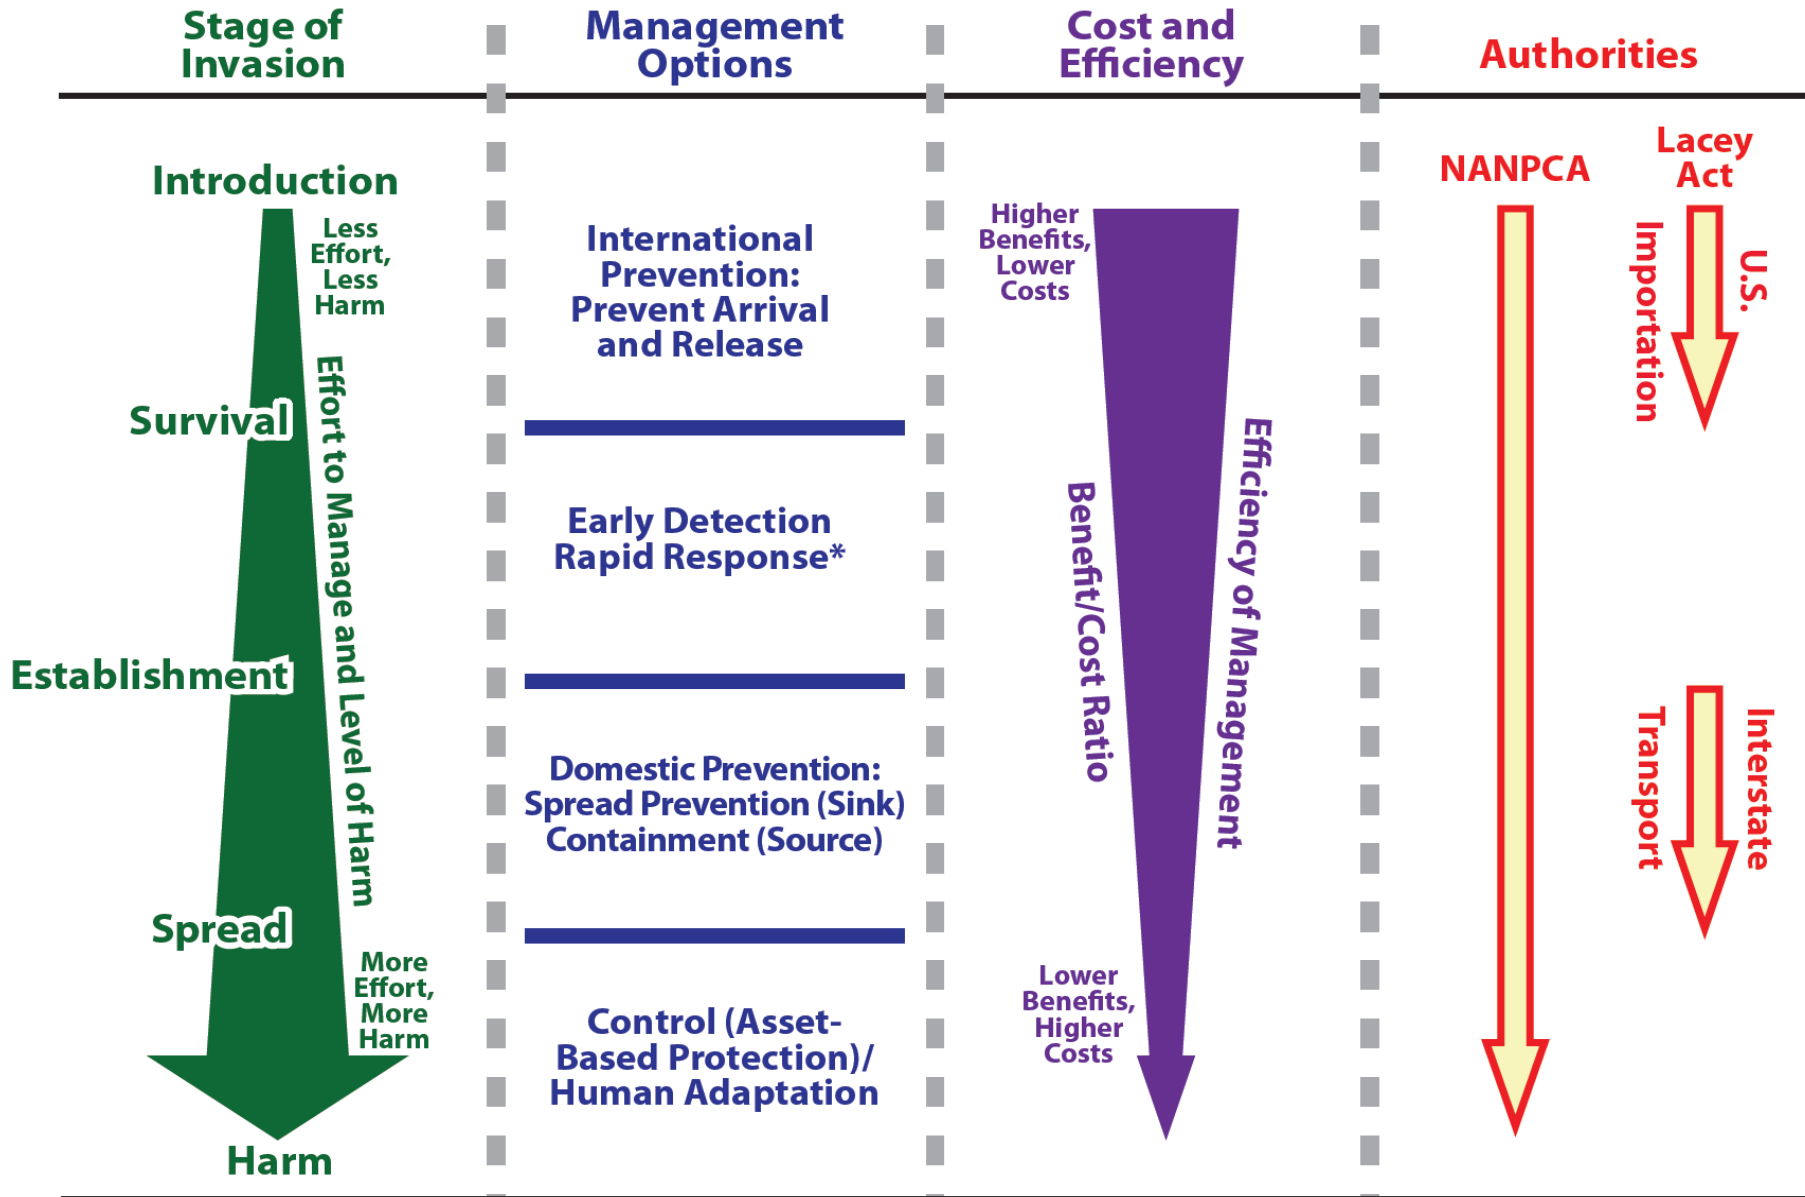 Stage of
Invasion
Management
Options
Cost and
Efficiency
Authorities
Introduction
Less
Effort,
Less
Harm
Effort to Manage and Level of Harm
Survival
Establishment
Spread
More
Effort,
More
Harm
Harm
International
Prevention:
Prevent Arrival
and Release
Early Detection
Rapid Response*
Domestic Prevention:
Spread Prevention (Sink)
Containment (Source)
Control (Asset-
Based Protection)/
Human Adaptation
Higher
Benefits,
Lower
Costs
Benefit/Cost Ratio
Efficiency of Management
Lower
Benefits,
Higher
Costs
NANPCA
Lacey
Act
U.S.
Importation
Interstate
Transport